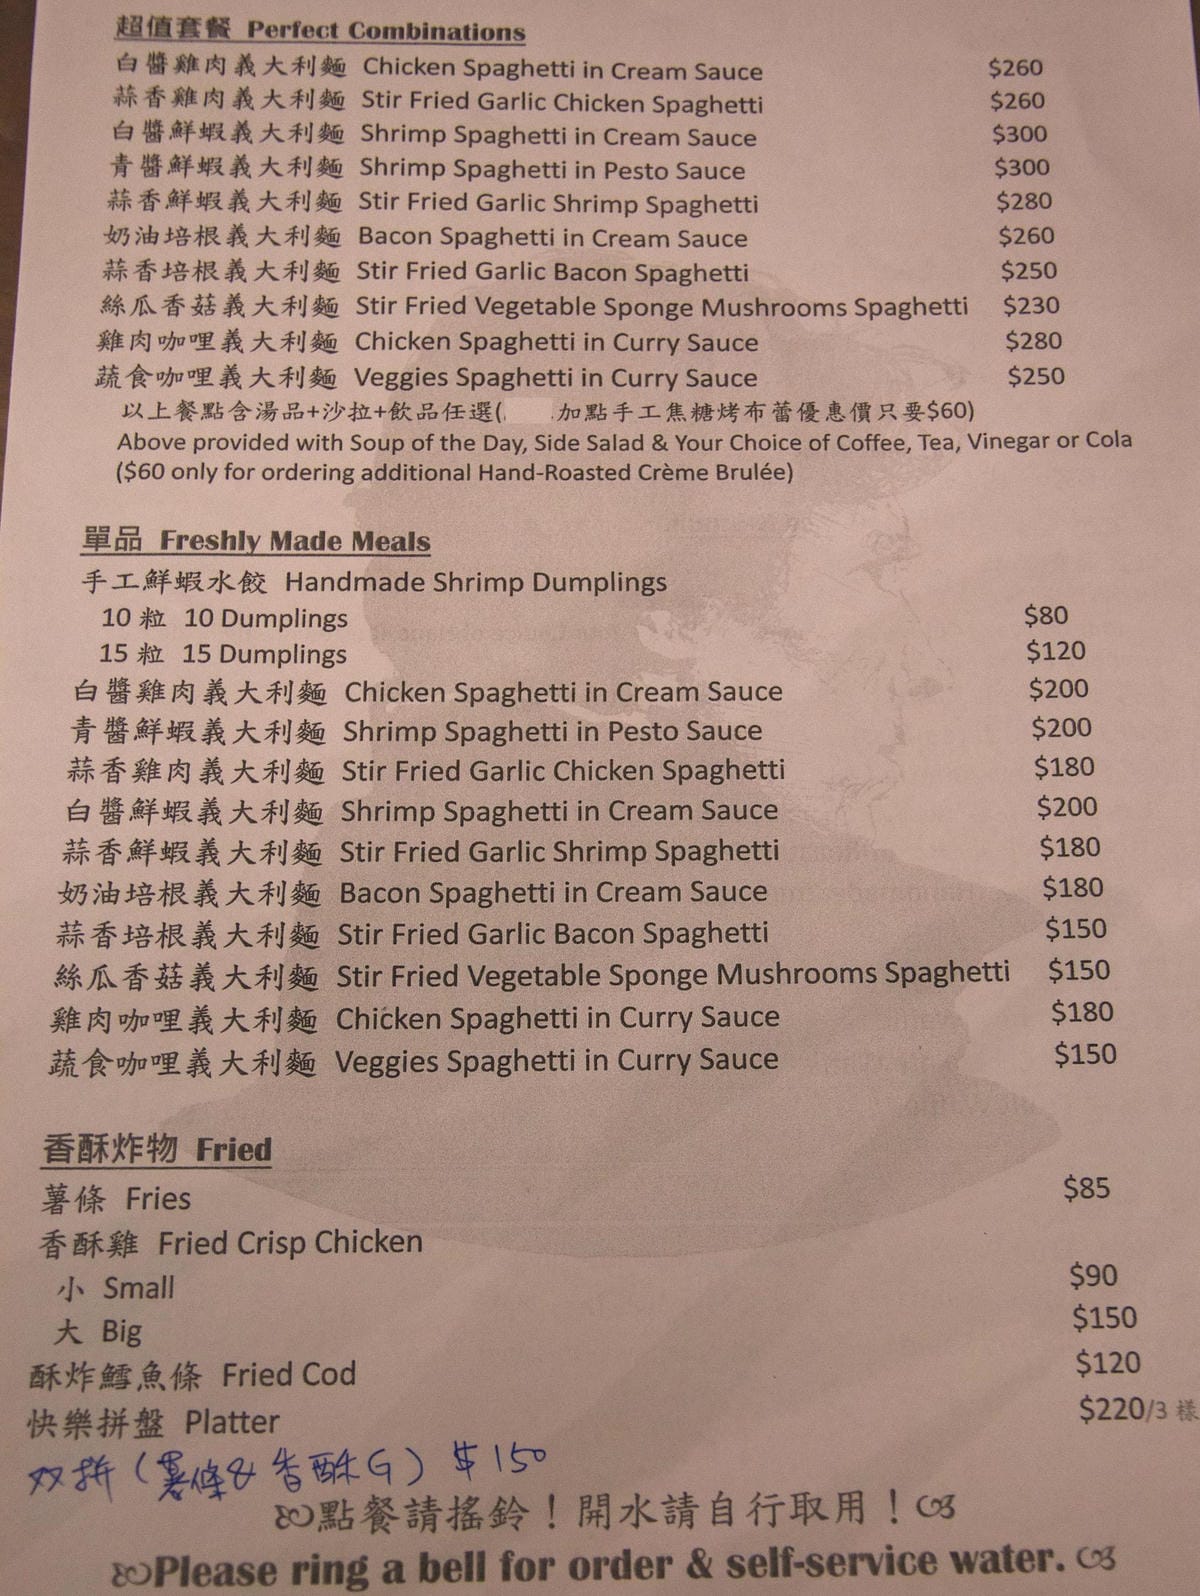 超值套餐 Perfect Combinations
白醬雞肉義大利麵 Chicken Spaghetti in Cream Sauce $260
蒜香雞肉義大利麵 Stir Fried Garlic Chicken Spaghetti $260
白醬鮮蝦義大利麵 Shrimp Spaghetti in Cream Sauce $300
青醬鮮蝦義大利麵 Shrimp Spaghetti in Pesto Sauce $300
蒜香鮮蝦義大利麵 Stir Fried Garlic Shrimp Spaghetti $280
奶油培根義大利麵 Bacon Spaghetti in Cream Sauce $260
蒜香培根義大利麵 Stir Fried Garlic Bacon Spaghetti $250
絲瓜香菇義大利麵 Stir Fried Vegetable Sponge Mushrooms Spaghetti $230
雞肉咖哩義大利麵 Chicken Spaghetti in Curry Sauce $280
蔬食咖哩義大利麵 Veggies Spaghetti in Curry Sauce $250
以上餐點含湯品+沙拉+飲品任選( 加點手工焦糖烤布蕾優惠價只要$60)
Above provided with Soup of the Day, Side Salad & Your Choice of Coffee, Tea, Vinegar or Cola
($60 only for ordering additional Hand-Roasted Crème Brulée)
單品 Freshly Made Meals
手工鮮蝦水餃 Handmade Shrimp Dumplings
10 粒 10 Dumplings $80
15 粒 15 Dumplings $120
白醬雞肉義大利麵 Chicken Spaghetti in Cream Sauce $200
青醬鮮蝦義大利麵 Shrimp Spaghetti in Pesto Sauce $200
蒜香雞肉義大利麵 Stir Fried Garlic Chicken Spaghetti $180
白醬鮮蝦義大利麵 Shrimp Spaghetti in Cream Sauce $200
蒜香鮮蝦義大利麵 Stir Fried Garlic Shrimp Spaghetti $180
奶油培根義大利麵 Bacon Spaghetti in Cream Sauce $180
蒜香培根義大利麵 Stir Fried Garlic Bacon Spaghetti $150
絲瓜香菇義大利麵 Stir Fried Vegetable Sponge Mushrooms Spaghetti $150
雞肉咖哩義大利麵 Chicken Spaghetti in Curry Sauce $180
蔬食咖哩義大利麵 Veggies Spaghetti in Curry Sauce $150
香酥炸物 Fried
薯條 Fries $85
香酥雞 Fried Crisp Chicken
小 Small $90
大 Big $150
酥炸鱈魚條 Fried Cod $120
快樂拼盤 Platter $220/3 樣
双拼(薯條&香酥G) $150
點餐請搖鈴！開水請自行取用！
Please ring a bell for order & self-service water.